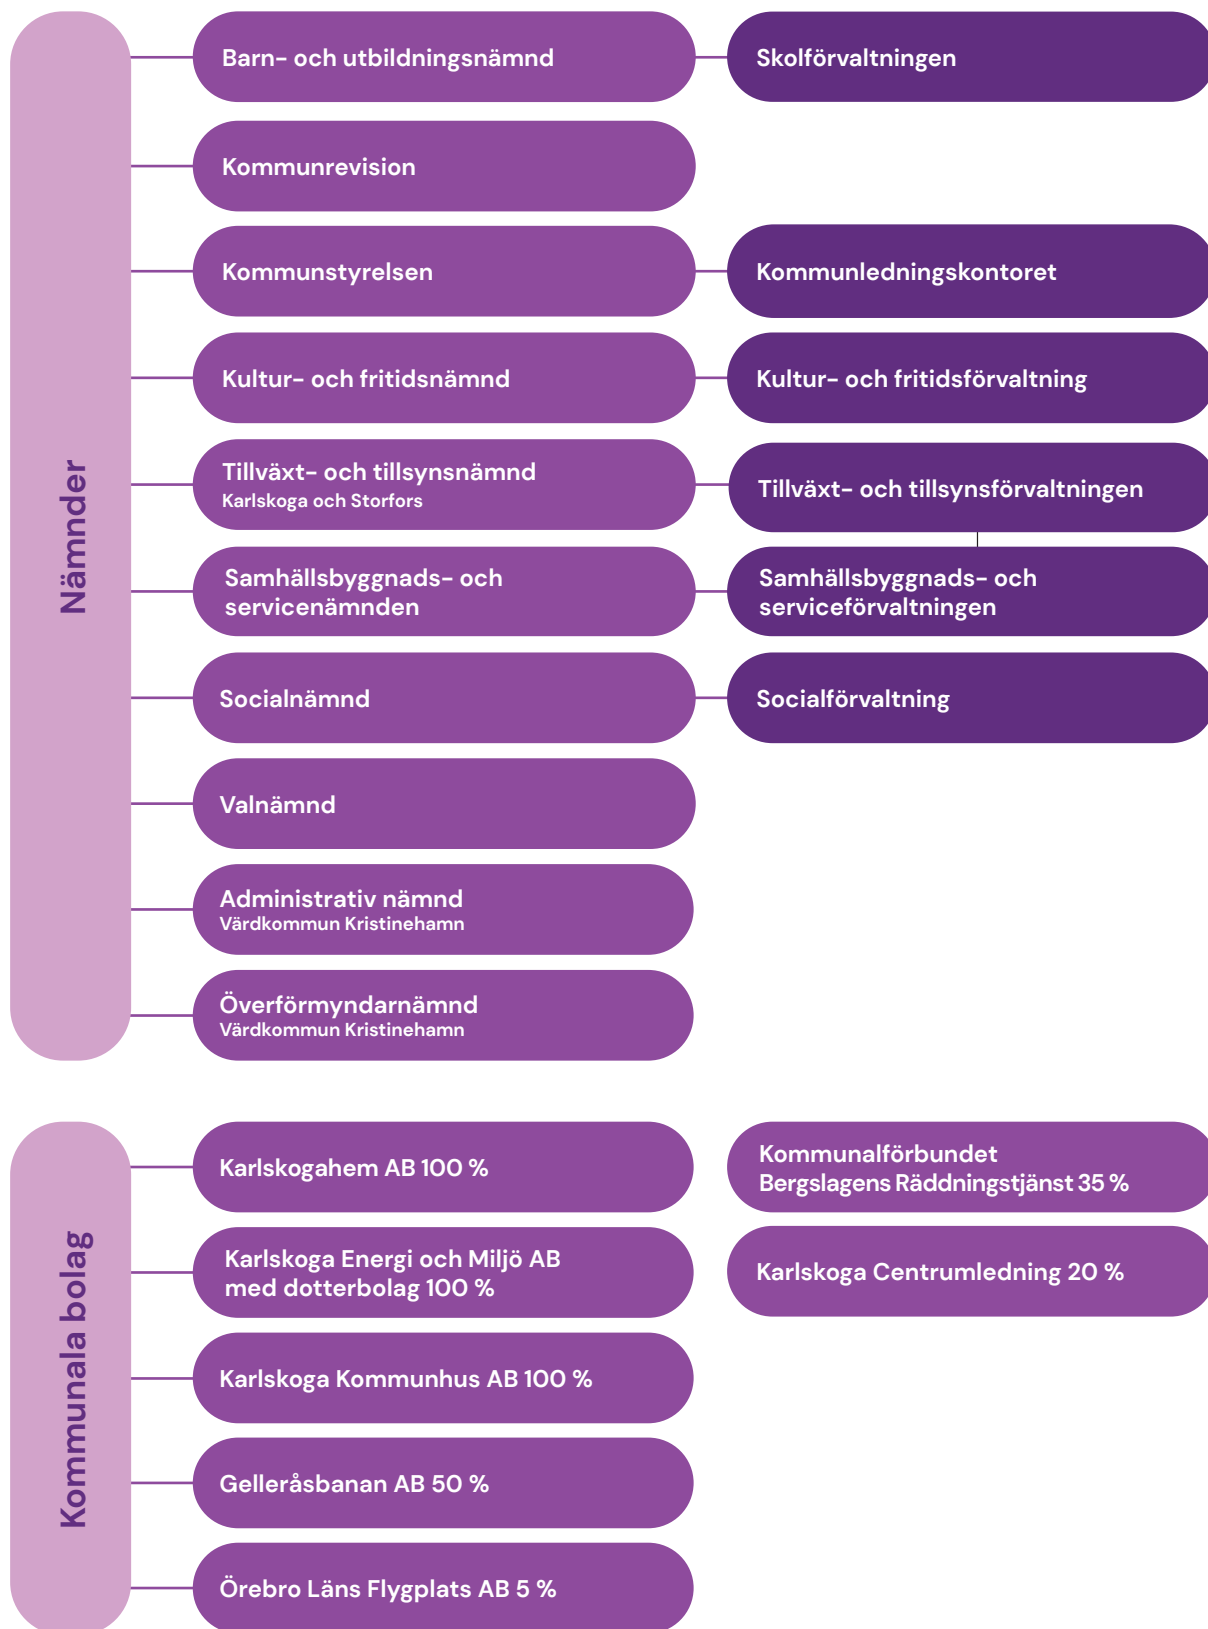 Nämnder
Barn- och utbildningsnämnd
Skolförvaltningen
Kommunrevision
Kommunstyrelsen
Kommunledningskontoret
Kultur- och fritidsnämnd
Kultur- och fritidsförvaltning
Tillväxt- och tillsynsnämnd
Karlskoga och Storfors
Tillväxt- och tillsynsförvaltningen
Samhällsbyggnads- och
servicenämnden
Samhällsbyggnads- och
serviceförvaltningen
Socialnämnd
Socialförvaltning
Valnämnd
Administrativ nämnd
Värdkommun Kristinehamn
Överförmyndarnämnd
Värdkommun Kristinehamn
Kommunala bolag
Karlskogahem AB 100 %
Kommunalförbundet
Bergslagens Räddningstjänst 35 %
Karlskoga Energi och Miljö AB
med dotterbolag 100 %
Karlskoga Centrumledning 20 %
Karlskoga Kommunhus AB 100 %
Gelleråsbanan AB 50 %
Örebro Läns Flygplats AB 5 %